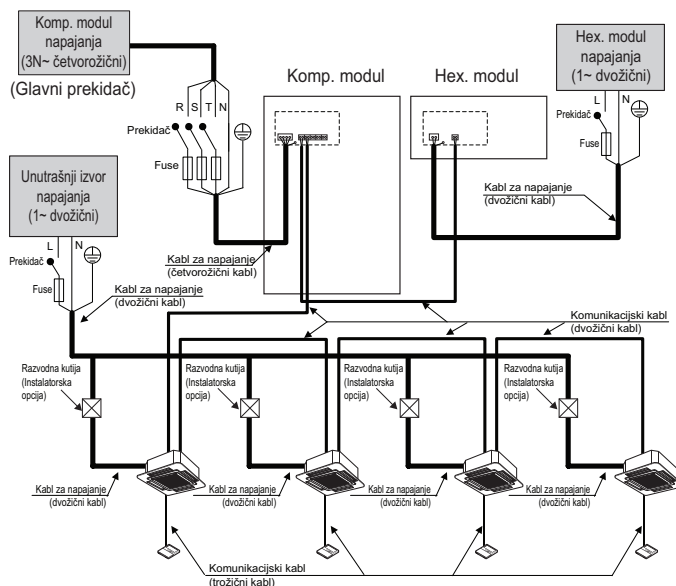 Komp. modul
napajanja
(3N~ četvorožični)
(Glavni prekidač)
Hex. modul
napajanja
(1~ dvožični)
Komp. modul
Hex. modul
R S T N
Prekidač
Fuse
L N
Prekidač
Fuse
Unutrašnji izvor
napajanja
(1~ dvožični)
L N
Prekidač
Fuse
Kabl za napajanje
(dvožični kabl)
Kabl za napajanje
(četvorožični kabl)
Kabl za napajanje
(dvožični kabl)
Komunikacijski kabl
(dvožični kabl)
Razvodna kutija
(Instalatorska
opcija)
Razvodna kutija
(Instalatorska
opcija)
Razvodna kutija
(Instalatorska
opcija)
Razvodna kutija
(Instalatorska
opcija)
Kabl za napajanje
(dvožični kabl)
Kabl za napajanje
(dvožični kabl)
Kabl za napajanje
(dvožični kabl)
Kabl za napajanje
(dvožični kabl)
Komunikacijski kabl
(trožični kabl)